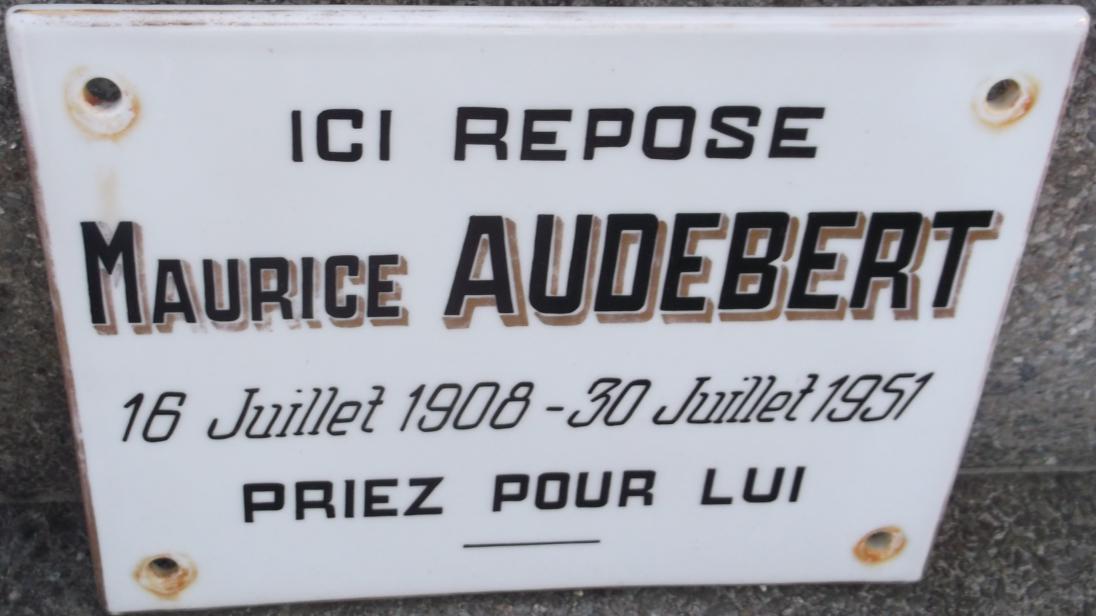 ICI REPOSE
MAURICE AUDEBERT
16 Juillet 1908 - 30 Juillet 1951
PRIEZ POUR LUI